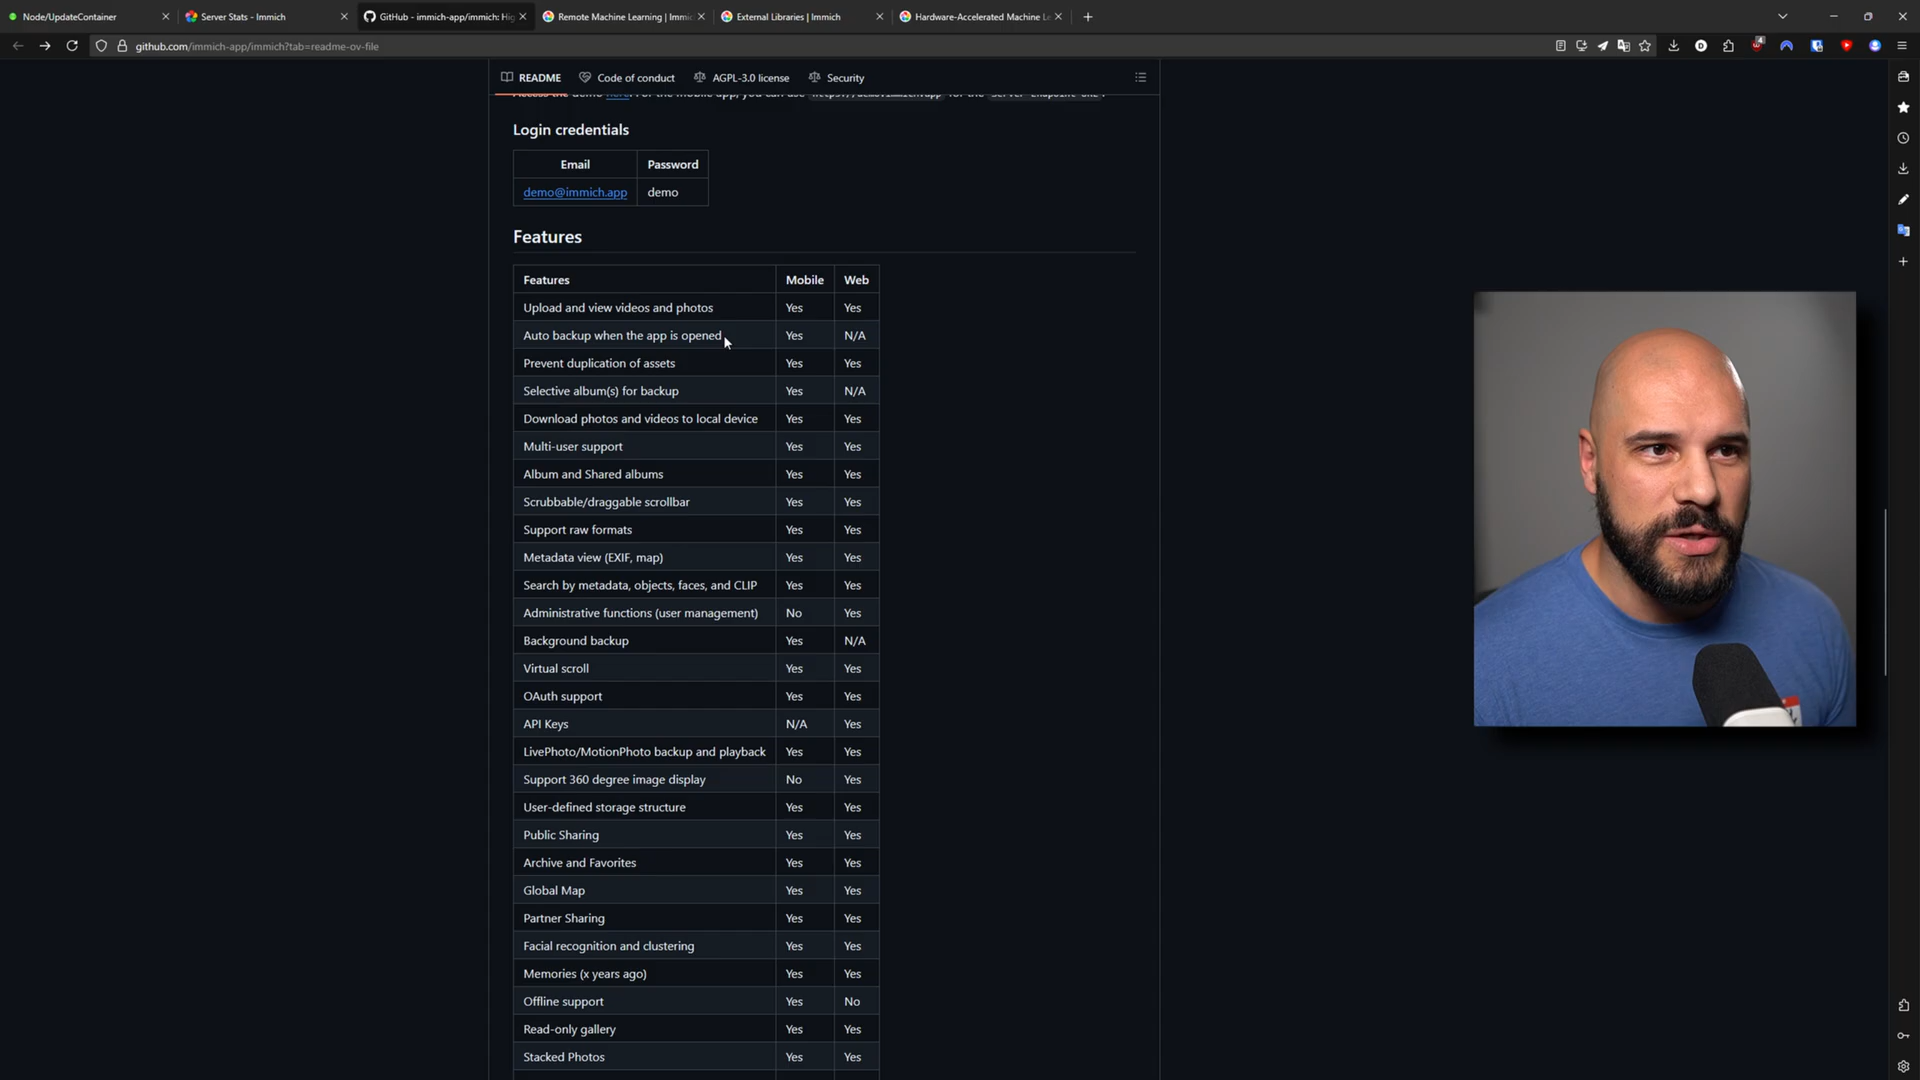 Node/UpdateContainer
Server Stats - Immich
GitHub - immich-app/immich: Hig
Remote Machine Learning | Immic
External Libraries | Immich
Hardware-Accelerated Machine Le
github.com/immich-app/immich?tab=readme-ov-file
4
README
Code of conduct
AGPL-3.0 license
Security
Login credentials
Email Password
demo@immich.app demo
Features
Features Mobile Web
Upload and view videos and photos Yes Yes
Auto backup when the app is opened Yes N/A
Prevent duplication of assets Yes Yes
Selective album(s) for backup Yes N/A
Download photos and videos to local device Yes Yes
Multi-user support Yes Yes
Album and Shared albums Yes Yes
Scrubbable/draggable scrollbar Yes Yes
Support raw formats Yes Yes
Metadata view (EXIF, map) Yes Yes
Search by metadata, objects, faces, and CLIP Yes Yes
Administrative functions (user management) No Yes
Background backup Yes N/A
Virtual scroll Yes Yes
OAuth support Yes Yes
API Keys N/A Yes
LivePhoto/MotionPhoto backup and playback Yes Yes
Support 360 degree image display No Yes
User-defined storage structure Yes Yes
Public Sharing Yes Yes
Archive and Favorites Yes Yes
Global Map Yes Yes
Partner Sharing Yes Yes
Facial recognition and clustering Yes Yes
Memories (x years ago) Yes Yes
Offline support Yes No
Read-only gallery Yes Yes
Stacked Photos Yes Yes